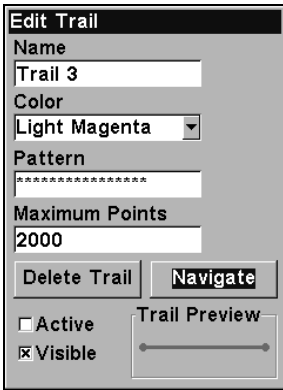 Edit Trail
Name
Trail 3
Color
Light Magenta
Pattern
****************
Maximum Points
2000
Delete Trail
Navigate
Active
Trail Preview
Visible